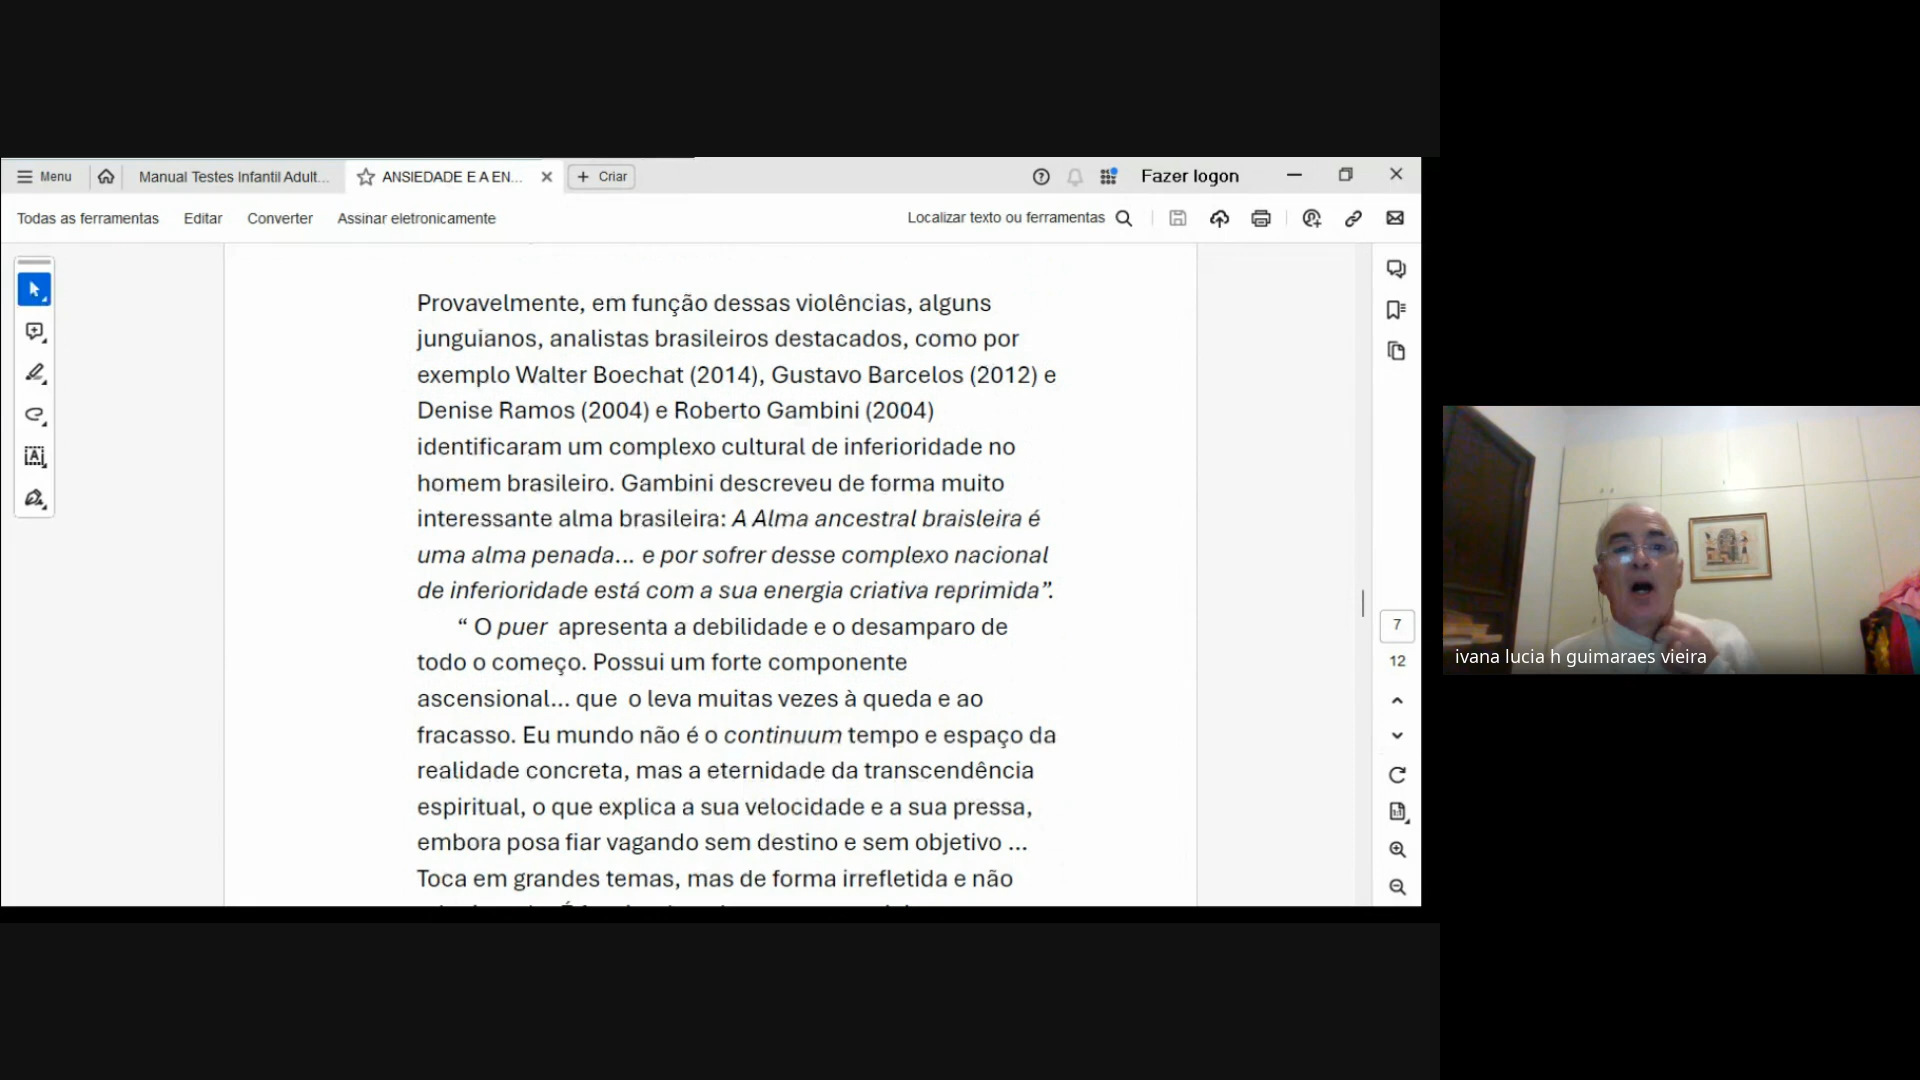 Menu
Manual Testes Infantil Adult...
ANSIEDADE E A EN...
Criar
Fazer logon
Todas as ferramentas
Editar
Converter
Assinar eletronicamente
Localizar texto ou ferramentas
Provavelmente, em função dessas violências, alguns
junguianos, analistas brasileiros destacados, como por
exemplo Walter Boechat (2014), Gustavo Barcelos (2012) e
Denise Ramos (2004) e Roberto Gambini (2004)
identificaram um complexo cultural de inferioridade no
homem brasileiro. Gambini descreveu de forma muito
interessante alma brasileira: A Alma ancestral braisleira é
uma alma penada... e por sofrer desse complexo nacional
de inferioridade está com a sua energia criativa reprimida”.
“ O puer apresenta a debilidade e o desamparo de
todo o começo. Possui um forte componente
ascensional... que o leva muitas vezes à queda e ao
fracasso. Eu mundo não é o continuum tempo e espaço da
realidade concreta, mas a eternidade da transcendência
espiritual, o que explica a sua velocidade e a sua pressa,
embora posa fiar vagando sem destino e sem objetivo ...
Toca em grandes temas, mas de forma irrefletida e não
7
12
ivana lucia h guimaraes vieira